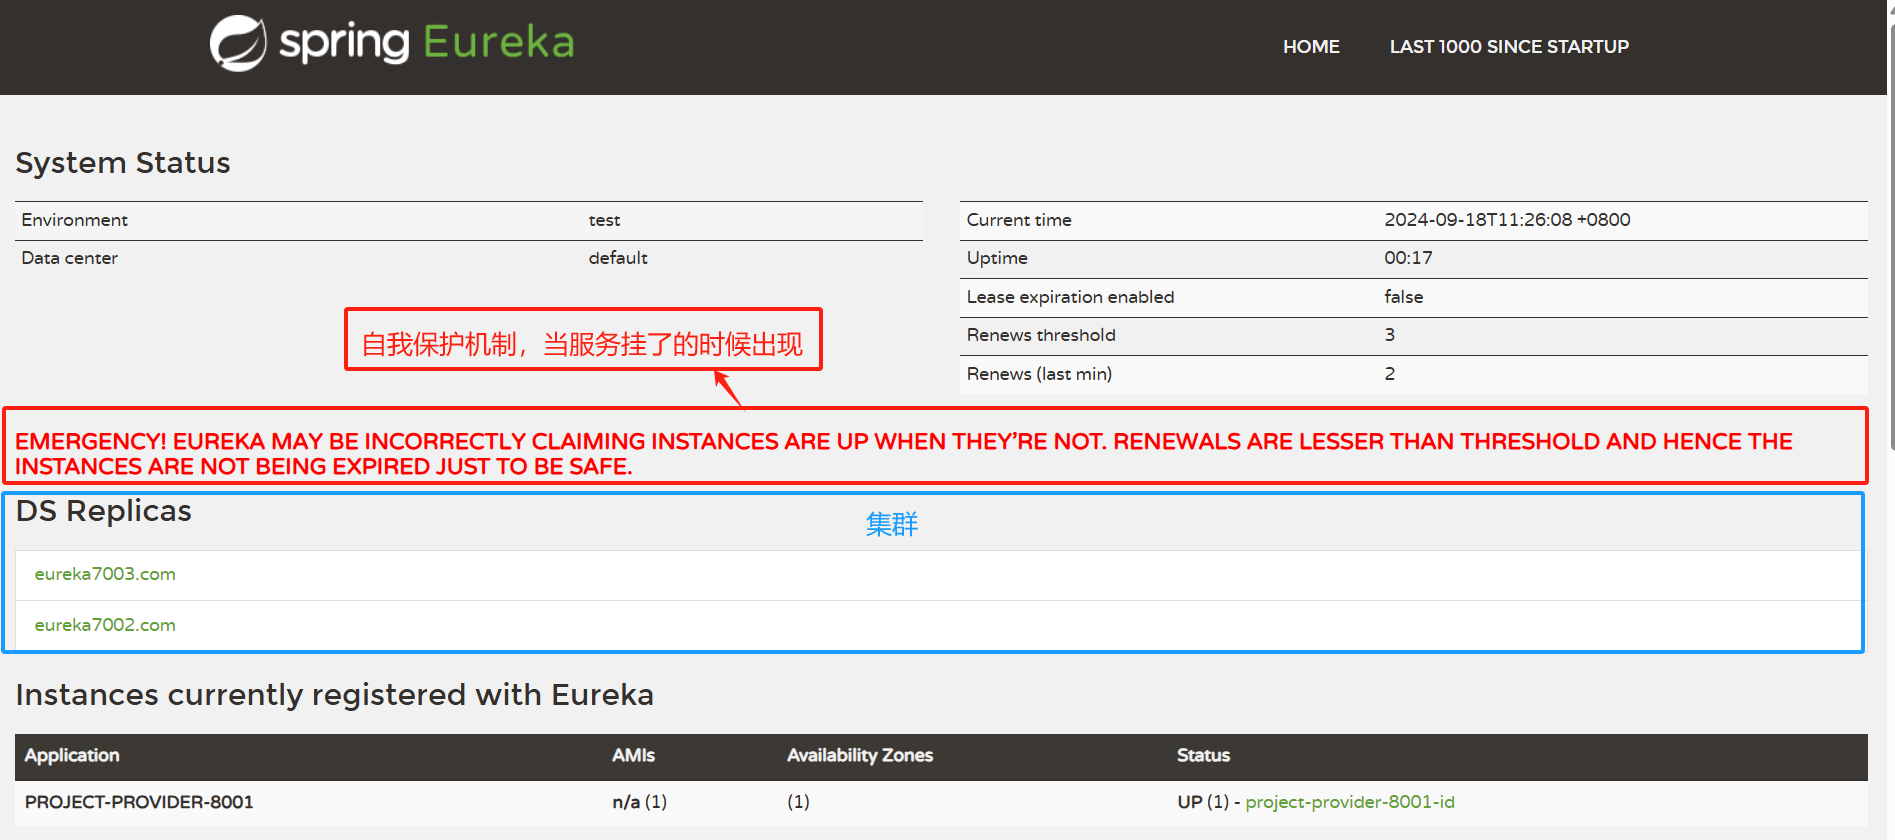 spring Eureka
HOME LAST 1000 SINCE STARTUP
System Status
Environment test
Data center default
Current time 2024-09-18T11:26:08 +0800
Uptime 00:17
Lease expiration enabled false
Renews threshold 3
Renews (last min) 2
自我保护机制，当服务挂了的时候出现
EMERGENCY! EUREKA MAY BE INCORRECTLY CLAIMING INSTANCES ARE UP WHEN THEY'RE NOT. RENEWALS ARE LESSER THAN THRESHOLD AND HENCE THE
INSTANCES ARE NOT BEING EXPIRED JUST TO BE SAFE.
DS Replicas
集群
eureka7003.com
eureka7002.com
Instances currently registered with Eureka
Application AMIs Availability Zones Status
PROJECT-PROVIDER-8001 n/a (1) (1) UP (1) - project-provider-8001-id